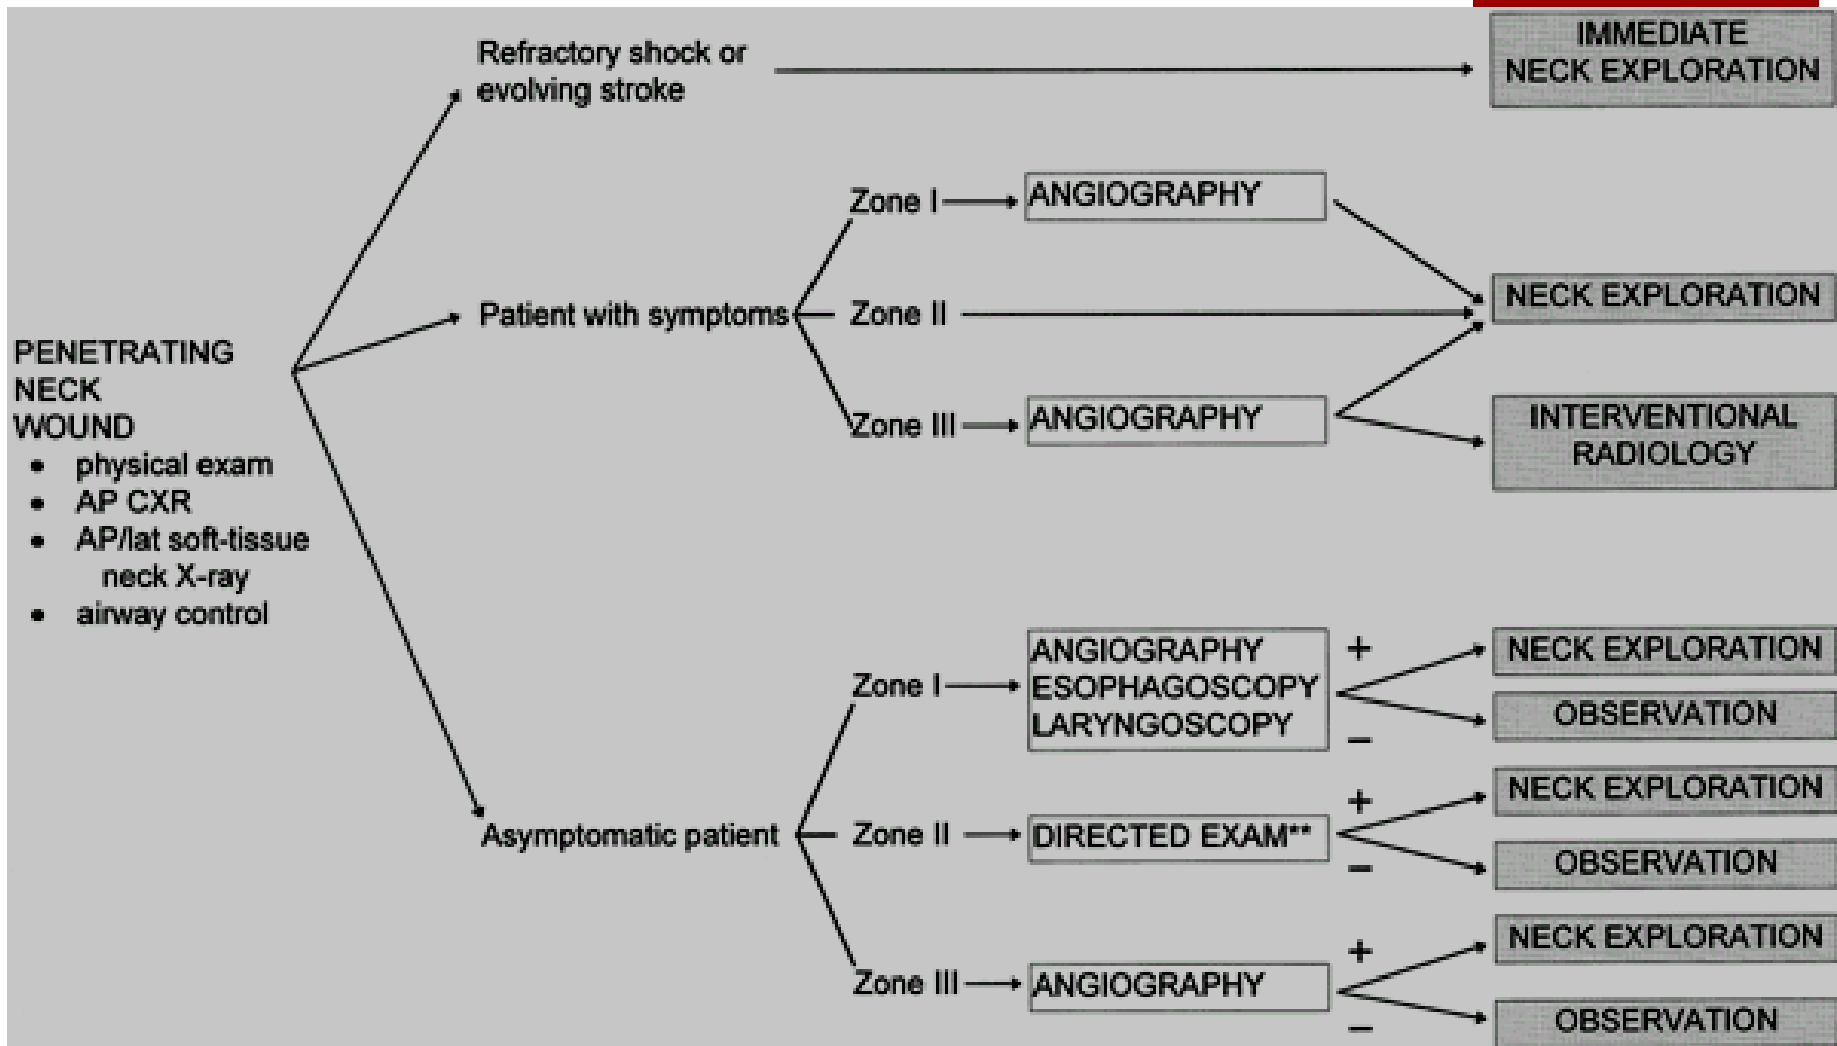 Refractory shock or
evolving stroke
IMMEDIATE
NECK EXPLORATION
PENETRATING
NECK
WOUND
• physical exam
• AP CXR
• AP/lat soft-tissue
neck X-ray
• airway control
Patient with symptoms
Zone I
ANGIOGRAPHY
Zone II
NECK EXPLORATION
Zone III
ANGIOGRAPHY
INTERVENTIONAL
RADIOLOGY
Asymptomatic patient
Zone I
ANGIOGRAPHY
ESOPHAGOSCOPY
LARYNGOSCOPY
+
NECK EXPLORATION
−
OBSERVATION
Zone II
DIRECTED EXAM**
+
NECK EXPLORATION
−
OBSERVATION
Zone III
ANGIOGRAPHY
+
NECK EXPLORATION
−
OBSERVATION